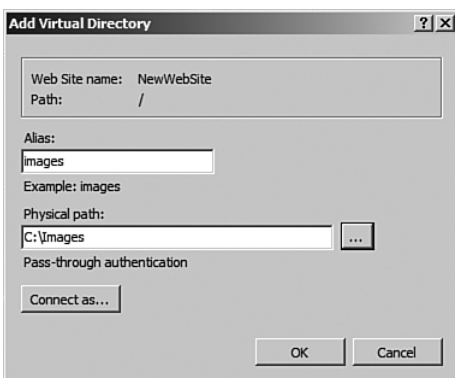 Add Virtual Directory
Web Site name: NewWebSite
Path: /
Alias:
images
Example: images
Physical path:
C:\Images
...
Pass-through authentication
Connect as...
OK Cancel